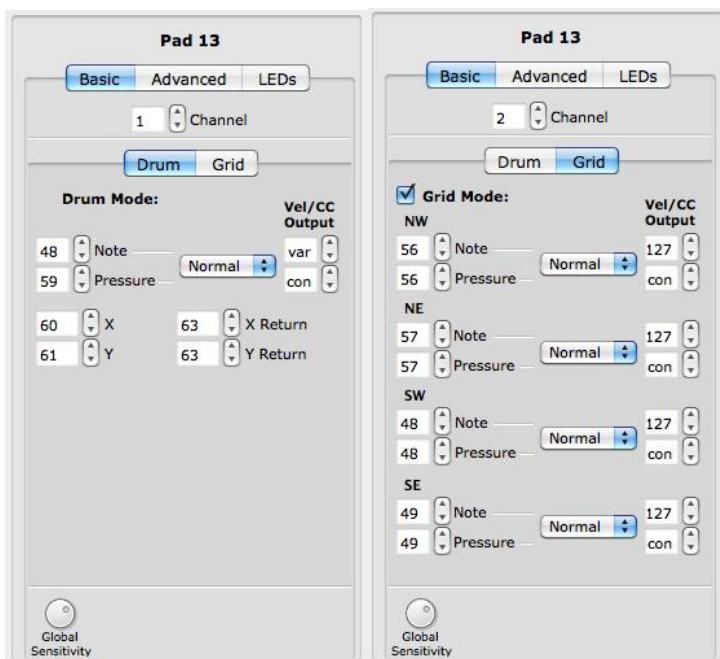 Pad 13
Basic Advanced LEDs
1 Channel
Drum Grid
Drum Mode:
Vel/CC
Output
48 Note Normal var
59 Pressure con
60 X 63 X Return
61 Y 63 Y Return
Global
Sensitivity
Pad 13
Basic Advanced LEDs
2 Channel
Drum Grid
Grid Mode:
Vel/CC
Output
NW
56 Note Normal 127
56 Pressure con
NE
57 Note Normal 127
57 Pressure con
SW
48 Note Normal 127
48 Pressure con
SE
49 Note Normal 127
49 Pressure con
Global
Sensitivity